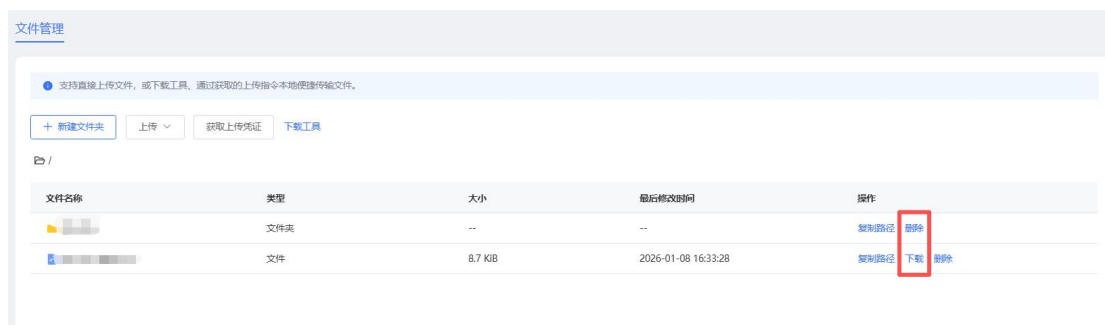 文件管理
支持直接上传文件，或下载工具、通过获取的上传指令本地便捷传输文件。
+ 新建文件夹 上传 获取上传凭证 下载工具
/
文件名称 类型 大小 最后修改时间 操作
文件夹 -- -- 复制路径 删除
文件 8.7 KiB 2026-01-08 16:33:28 复制路径 下载 删除